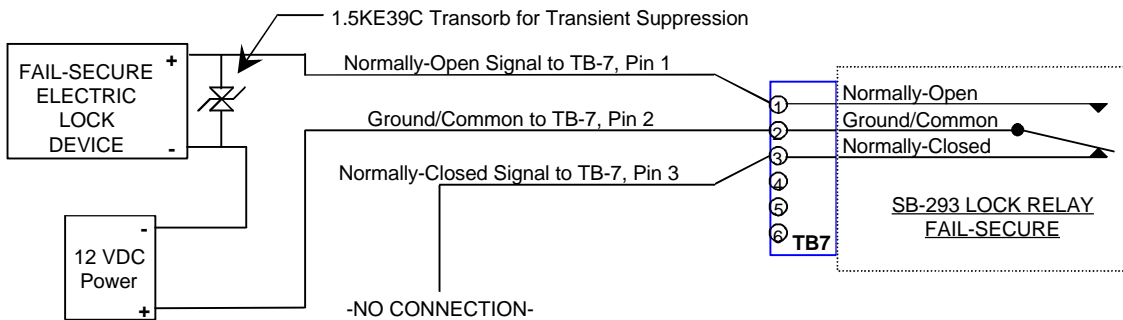 1.5KE39C Transorb for Transient Suppression
+
FAIL-SECURE
ELECTRIC
LOCK
DEVICE
-
Normally-Open Signal to TB-7, Pin 1
Ground/Common to TB-7, Pin 2
Normally-Closed Signal to TB-7, Pin 3
1
2
3
4
5
6
TB7
Normally-Open
Ground/Common
Normally-Closed
SB-293 LOCK RELAY
FAIL-SECURE
-
12 VDC
Power
+
-NO CONNECTION-